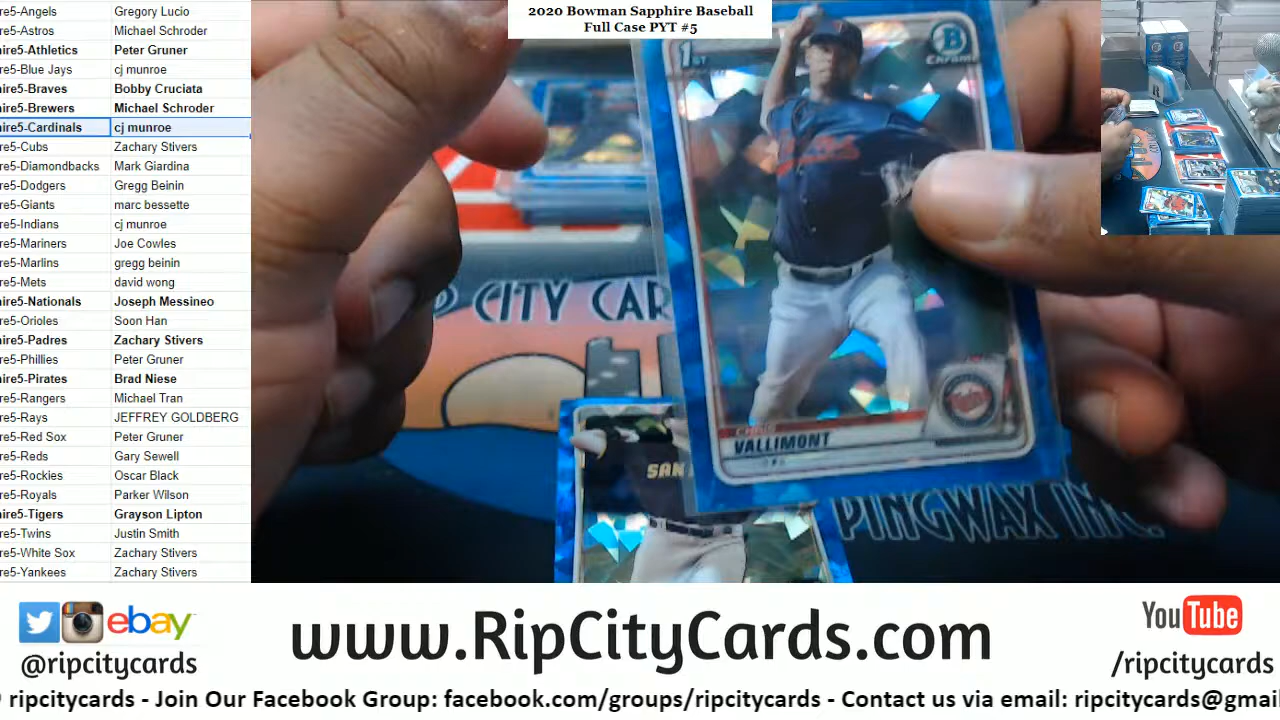 2020 Bowman Sapphire Baseball
Full Case PYT #5
re5-Angels Gregory Lucio
re5-Astros Michael Schroder
ire5-Athletics Peter Gruner
re5-Blue Jays cj munroe
ire5-Braves Bobby Cruciata
ire5-Brewers Michael Schroder
ire5-Cardinals cj munroe
re5-Cubs Zachary Stivers
re5-Diamondbacks Mark Giardina
re5-Dodgers Gregg Beinin
re5-Giants marc bessette
re5-Indians cj munroe
re5-Mariners Joe Cowles
re5-Marlins gregg beinin
re5-Mets david wong
ire5-Nationals Joseph Messineo
re5-Orioles Soon Han
ire5-Padres Zachary Stivers
re5-Phillies Peter Gruner
ire5-Pirates Brad Niese
re5-Rangers Michael Tran
re5-Rays JEFFREY GOLDBERG
re5-Red Sox Peter Gruner
re5-Reds Gary Sewell
re5-Rockies Oscar Black
re5-Royals Parker Wilson
ire5-Tigers Grayson Lipton
re5-Twins Justin Smith
re5-White Sox Zachary Stivers
re5-Yankees Zachary Stivers
1ST
B
Chrome
CHRIS
VALLIMONT
P CITY CAR
SAN
PINGWAX INC.
ebay
@ripcitycards
www.RipCityCards.com
YouTube
/ripcitycards
ripcitycards - Join Our Facebook Group: facebook.com/groups/ripcitycards - Contact us via email: ripcitycards@gmai